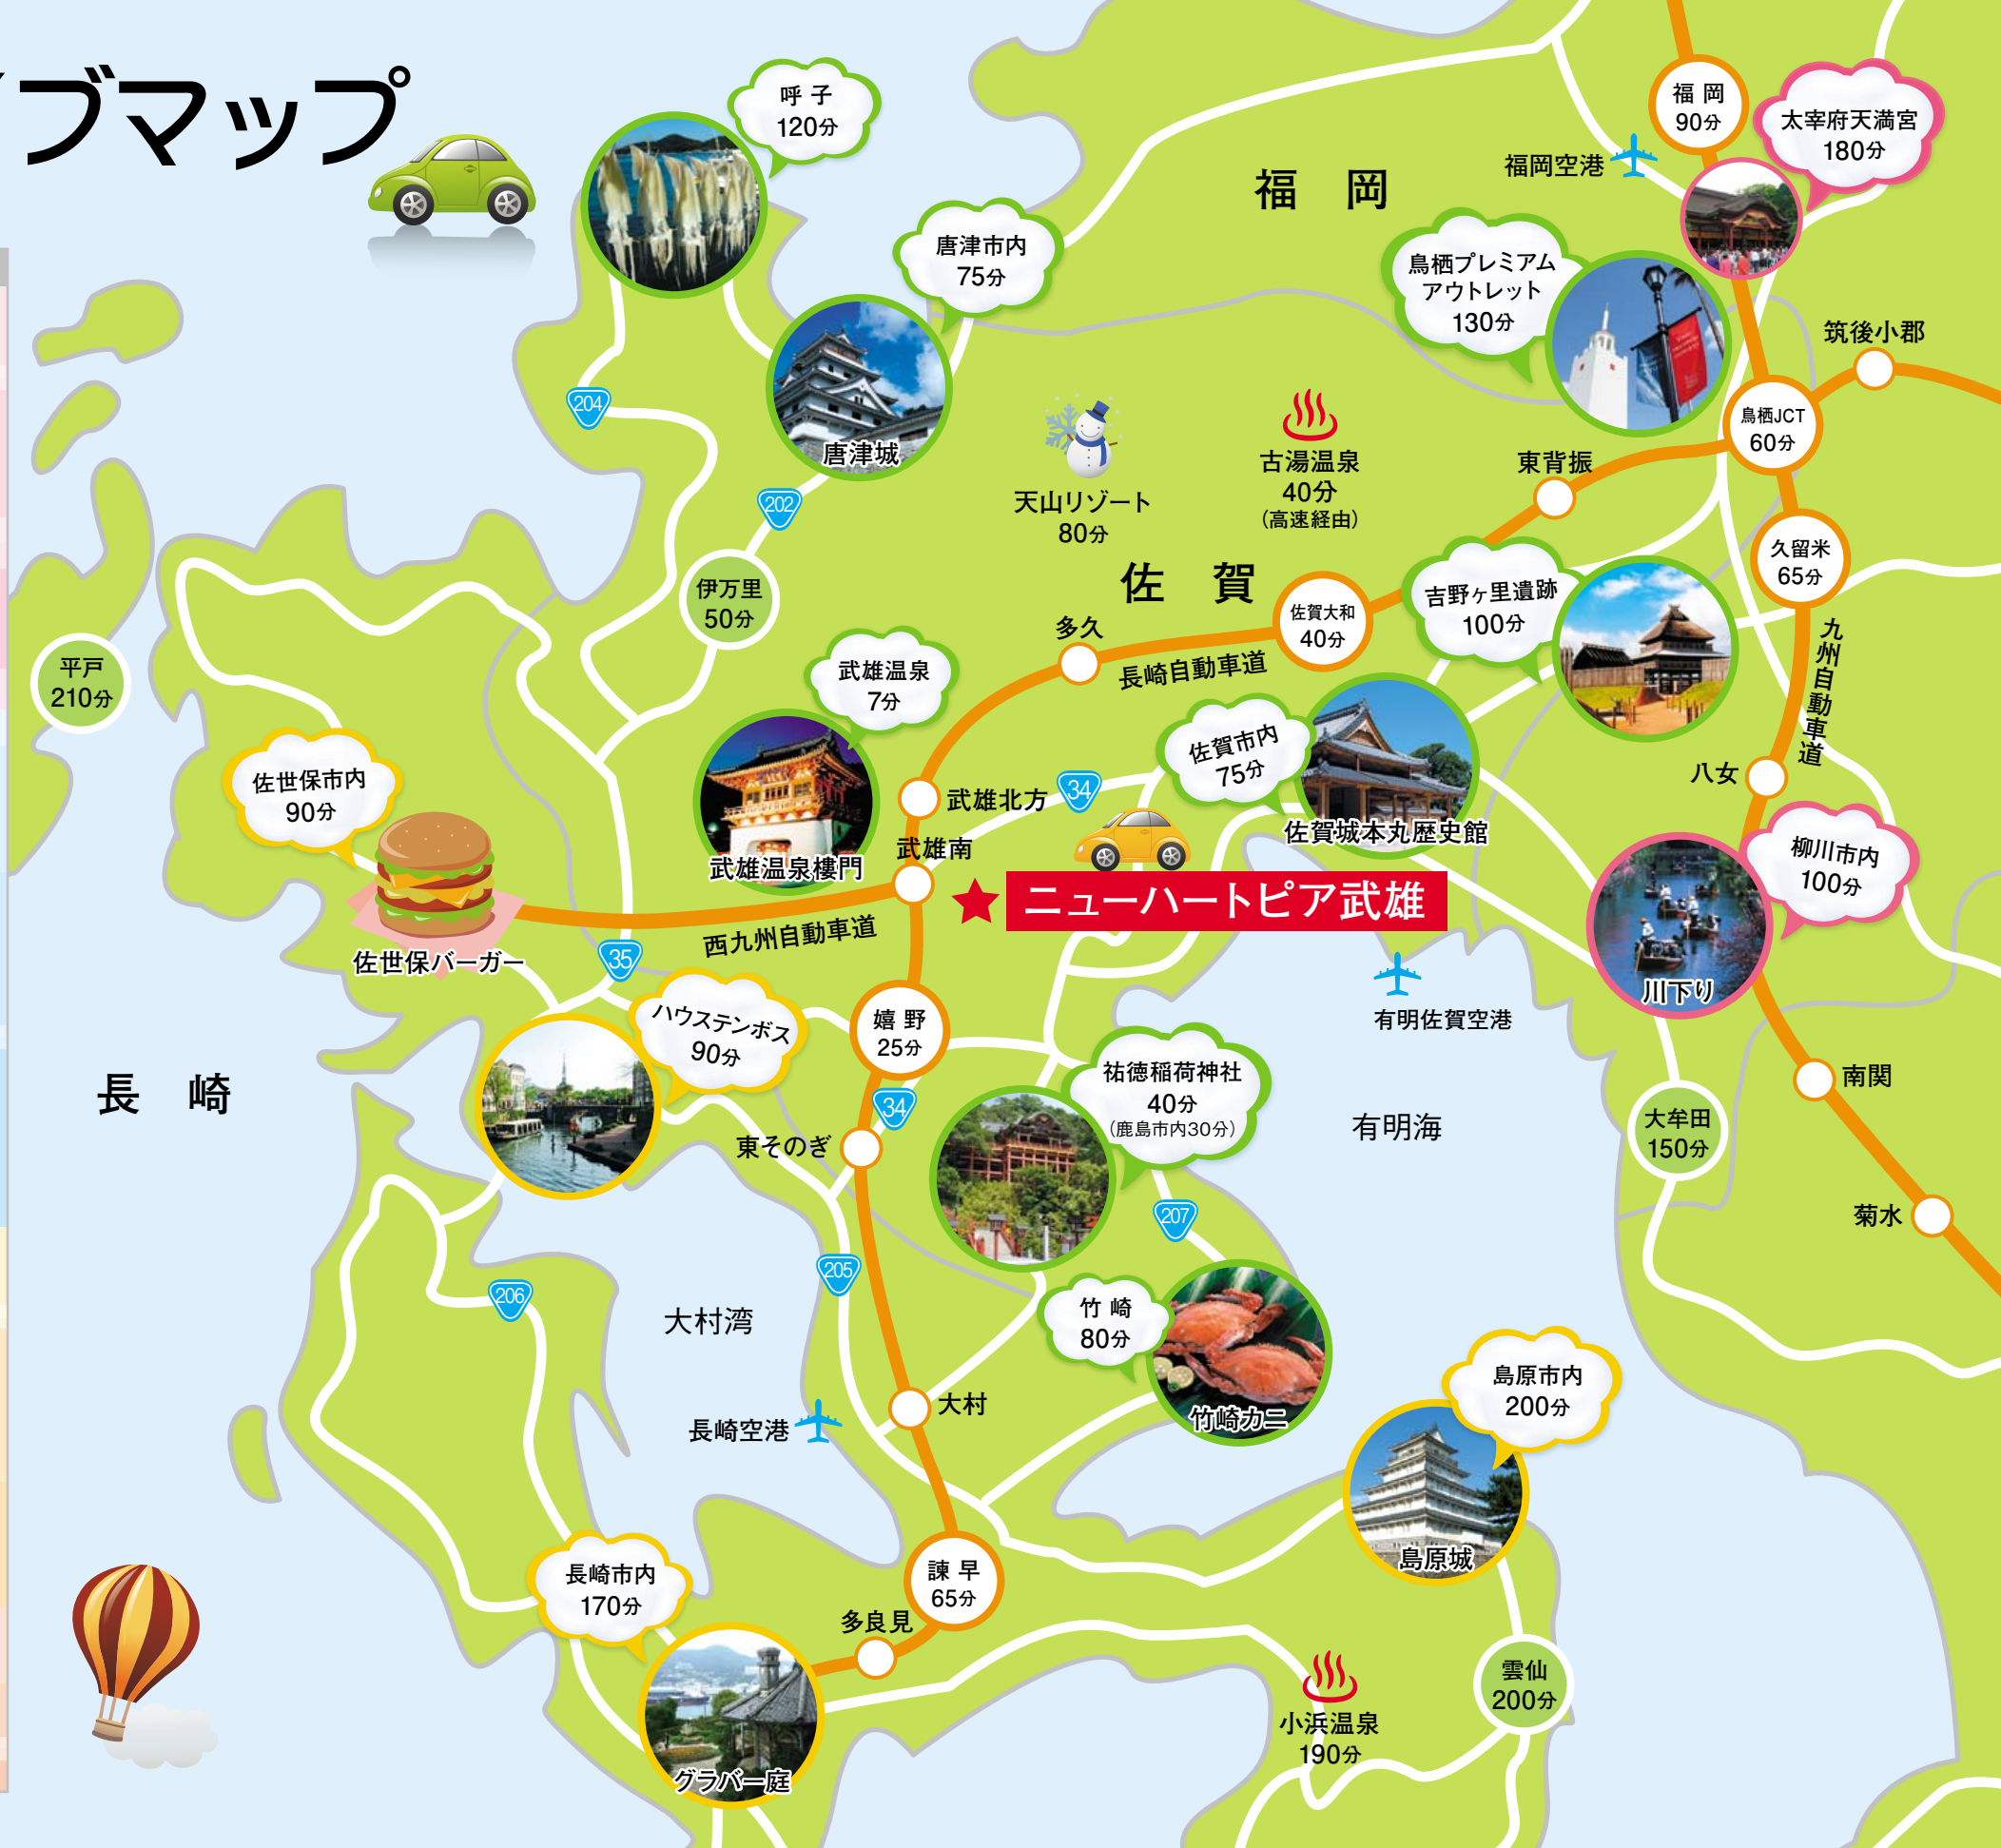 ブマップ
呼子
120分
唐津市内
75分
唐津城
204
202
伊万里
50分
平戸
210分
福岡
福岡空港
福岡
90分
太宰府天満宮
180分
鳥栖プレミアム
アウトレット
130分
筑後小郡
鳥栖JCT
60分
天山リゾート
80分
古湯温泉
40分
(高速経由)
東背振
久留米
65分
佐賀
佐賀大和
40分
吉野ヶ里遺跡
100分
多久
長崎自動車道
九州自動車道
武雄温泉
7分
武雄温泉樓門
佐賀市内
75分
佐賀城本丸歴史館
武雄北方
34
武雄南
八女
柳川市内
100分
川下り
佐世保市内
90分
佐世保バーガー
西九州自動車道
35
ニューハートピア武雄
有明佐賀空港
ハウステンボス
90分
嬉野
25分
34
長崎
祐徳稲荷神社
40分
(鹿島市内30分)
有明海
南関
大牟田
150分
東そのぎ
207
菊水
205
206
大村湾
竹崎
80分
竹崎カニ
長崎空港
大村
島原市内
200分
島原城
長崎市内
170分
諫早
65分
多良見
グラバー庭
小浜温泉
190分
雲仙
200分